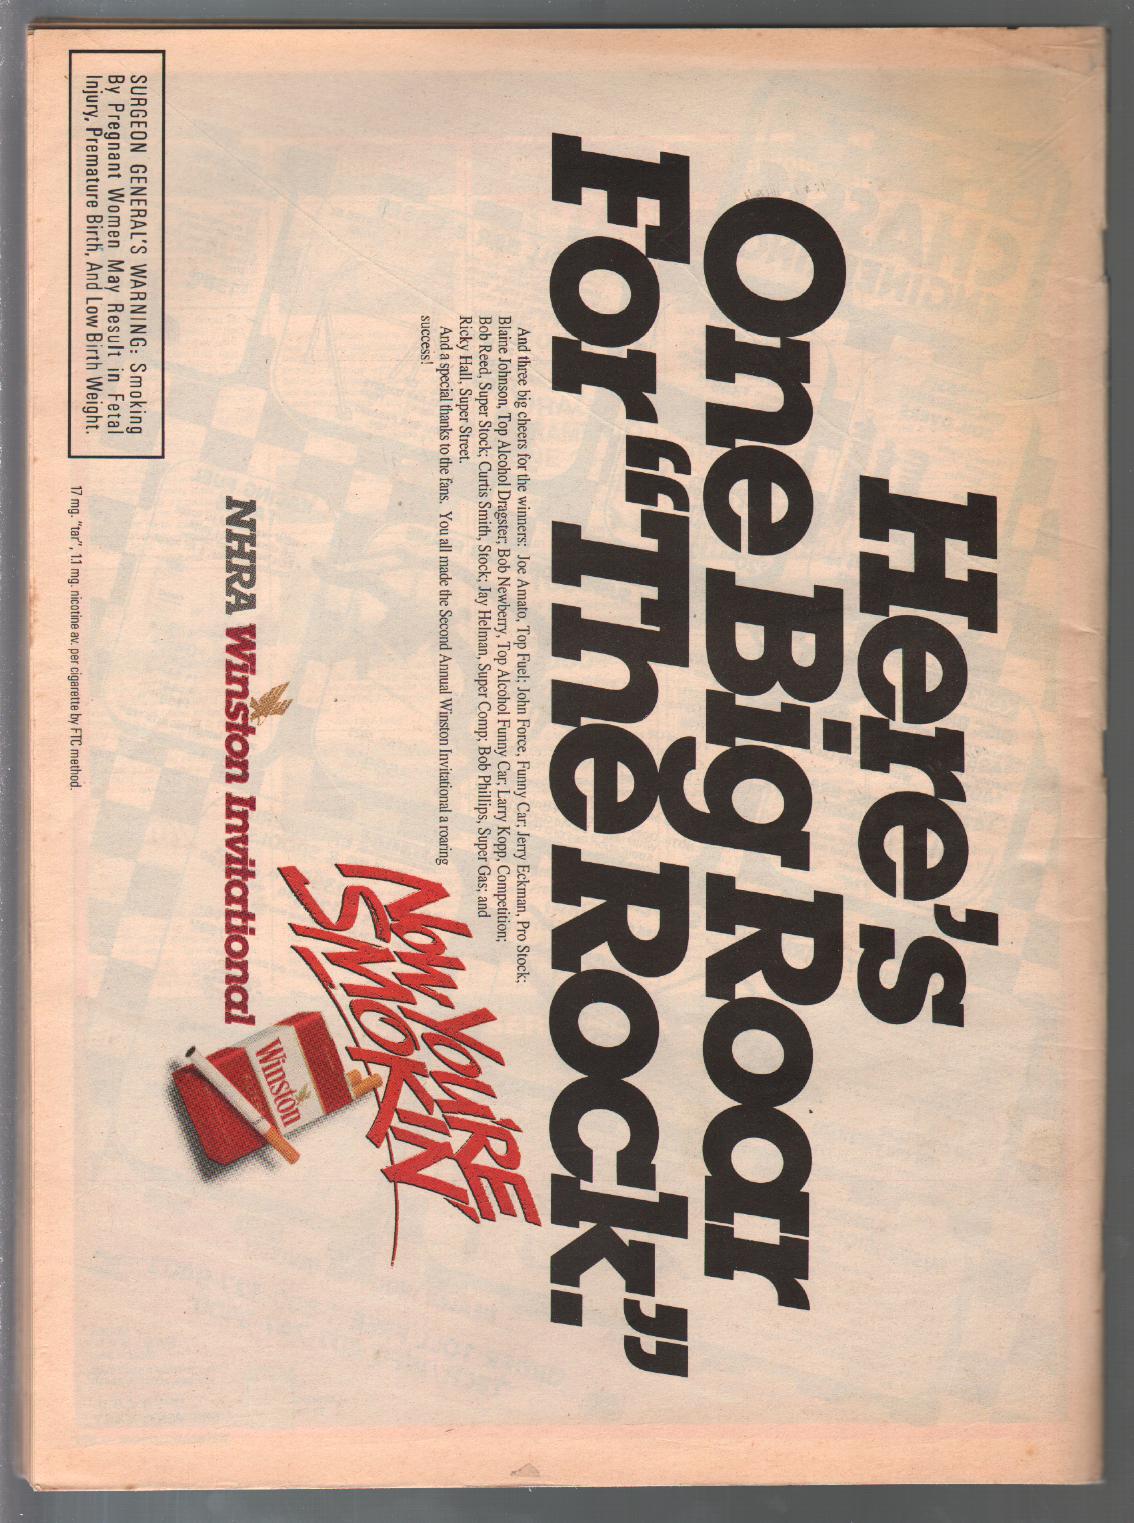 Here's
One Big Roar
For "The Rock."
And three big cheers for the winners: Joe Amato, Top Fuel; John Force, Funny Car; Jerry Eckman, Pro Stock;
Blaine Johnson, Top Alcohol Dragster; Bob Newberry, Top Alcohol Funny Car; Larry Kopp, Competition;
Bob Reed, Super Stock; Curtis Smith, Stock; Jay Helman, Super Comp; Bob Phillips, Super Gas; and
Ricky Hall, Super Street.
And a special thanks to the fans. You all made the Second Annual Winston Invitational a roaring
success!
NOW YOU'RE
SMOKIN'
NHRA Winston Invitational
Winston
SURGEON GENERAL'S WARNING: Smoking
By Pregnant Women May Result in Fetal
Injury, Premature Birth, And Low Birth Weight.
17 mg. "tar", 11 mg. nicotine av. per cigarette by FTC method.